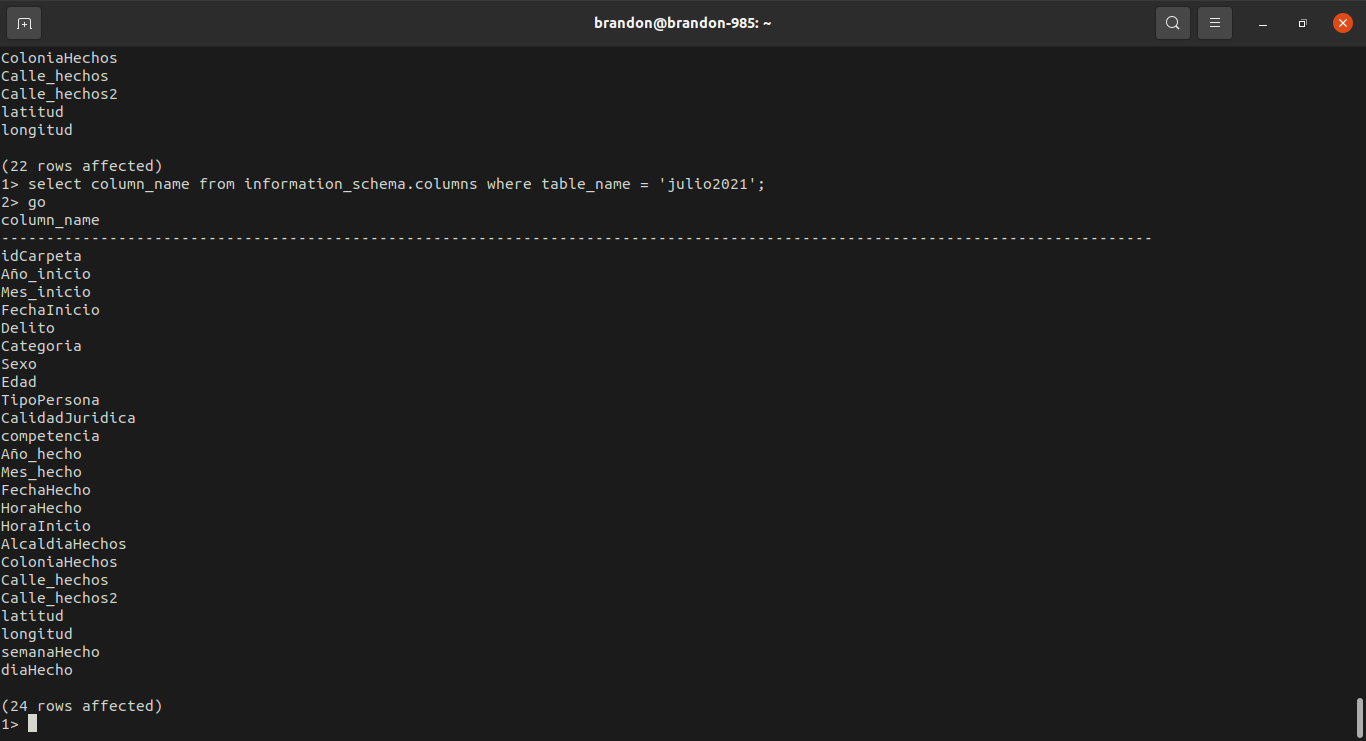 brandon@brandon-985: ~
ColoniaHechos
Calle_hechos
Calle_hechos2
latitud
longitud
(22 rows affected)
1> select column_name from information_schema.columns where table_name = 'julio2021';
2> go
column_name
--------------------------------------------------------------------------------------------------------------------------------
idCarpeta
Año_inicio
Mes_inicio
FechaInicio
Delito
Categoria
Sexo
Edad
TipoPersona
CalidadJuridica
competencia
Año_hecho
Mes_hecho
FechaHecho
HoraHecho
HoraInicio
AlcaldiaHechos
ColoniaHechos
Calle_hechos
Calle_hechos2
latitud
longitud
semanaHecho
diaHecho
(24 rows affected)
1>